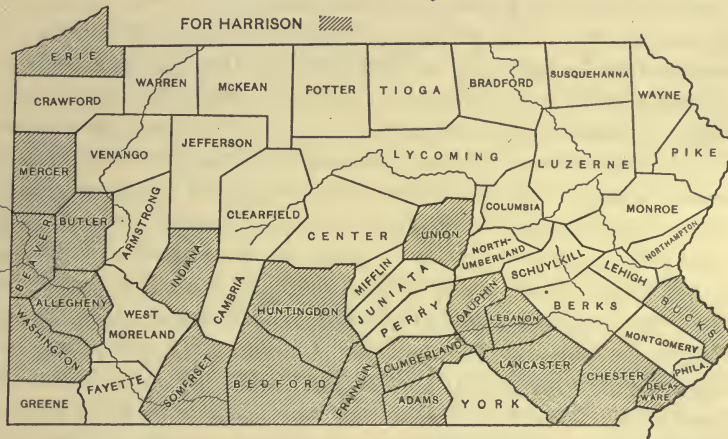 FOR HARRISON
ERIE
CRAWFORD
WARREN
McKEAN
POTTER
TIOGA
BRADFORD
SUSQUEHANNA
WAYNE
MERCER
VENANGO
JEFFERSON
LYCOMING
LUZERNE
PIKE
BUTLER
ARMSTRONG
CLEARFIELD
CENTER
UNION
COLUMBIA
MONROE
BEAVER
INDIANA
MIFFLIN
NORTH-
UMBERLAND
NORTHAMPTON
ALLEGHENY
CAMBRIA
HUNTINGDON
JUNIATA
SCHUYLKILL
LEHIGH
WASHINGTON
WEST
MORELAND
PERRY
DAUPHIN
LEBANON
BERKS
BUCKS
SOMERSET
BEDFORD
FRANKLIN
CUMBERLAND
LANCASTER
CHESTER
MONTGOMERY
PHILA.
GREENE
FAYETTE
ADAMS
YORK
DELA-
WARE